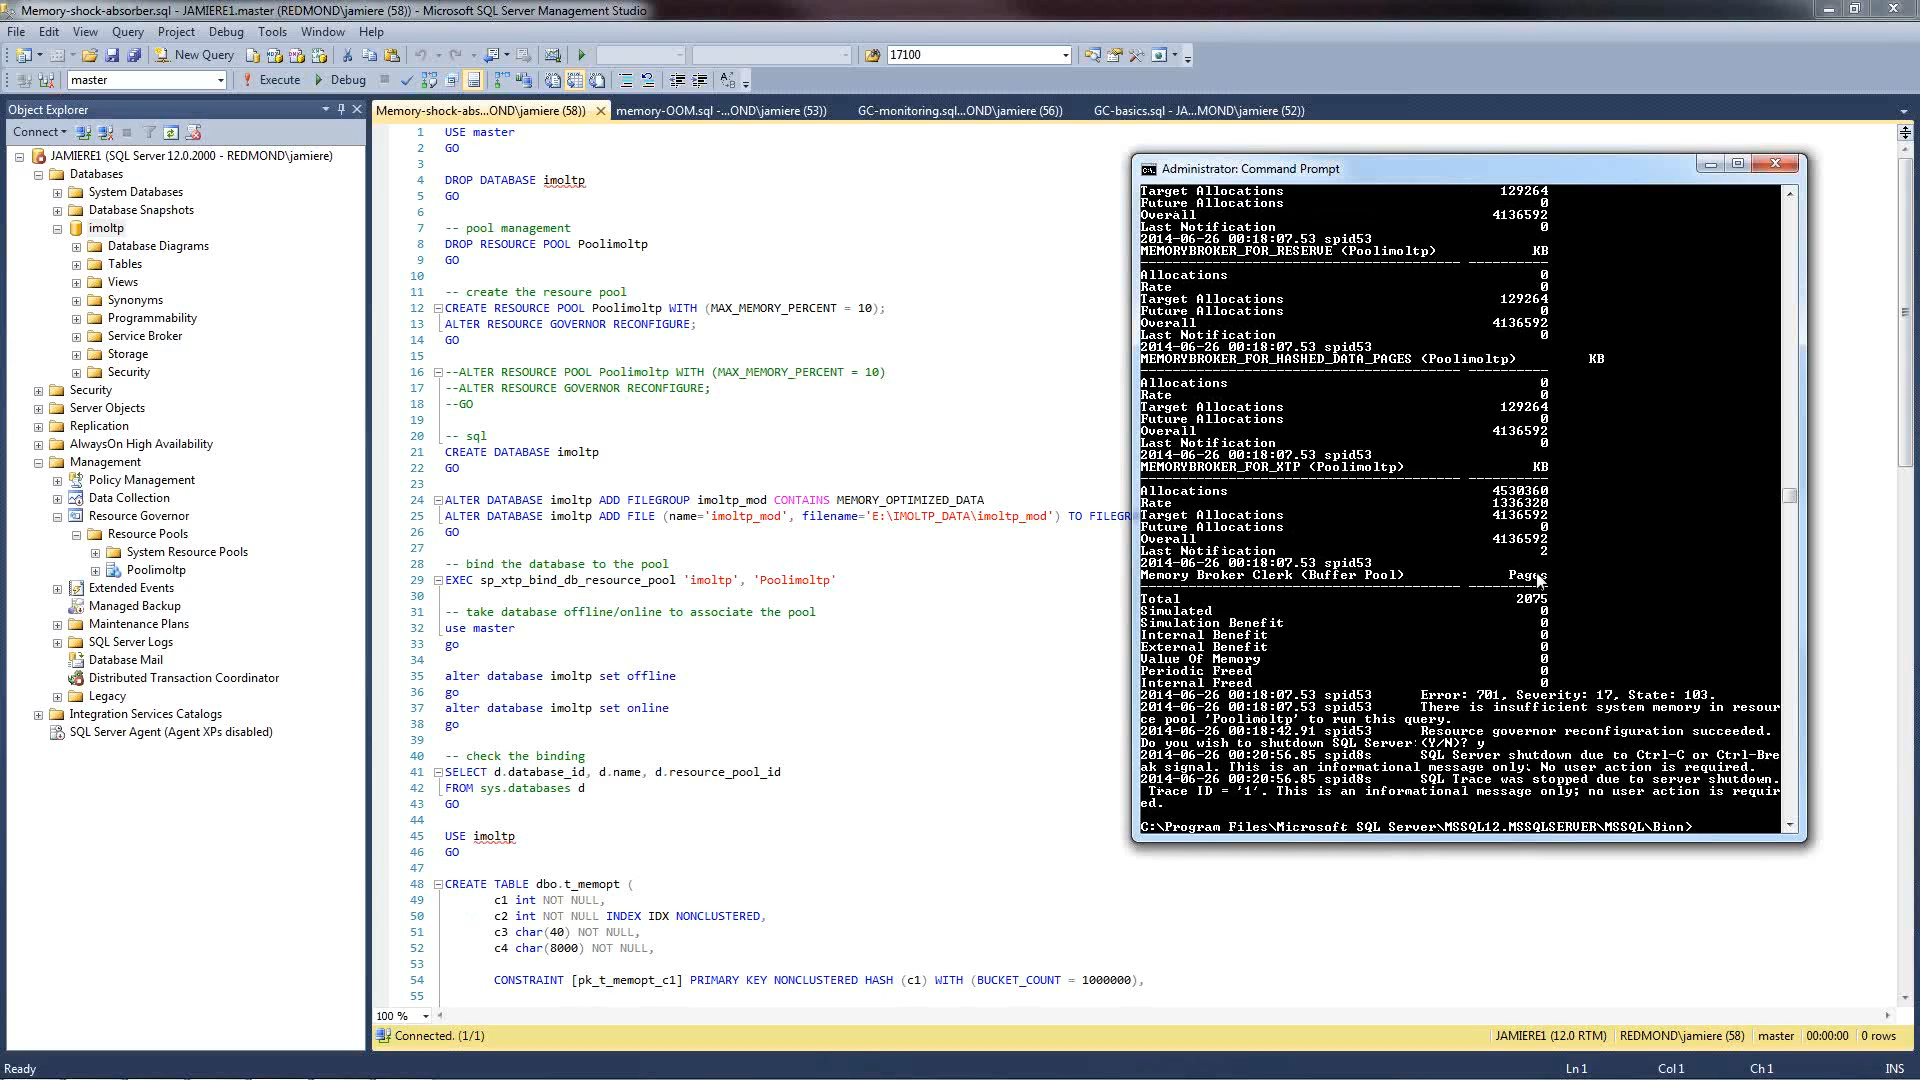 Memory-shock-absorber.sql - JAMIERE1.master (REDMOND\jamiere (58)) - Microsoft SQL Server Management Studio
File Edit View Query Project Debug Tools Window Help
New Query 17100
master Execute Debug
Object Explorer
Connect
JAMIERE1 (SQL Server 12.0.2000 - REDMOND\jamiere)
Databases
System Databases
Database Snapshots
imoltp
Database Diagrams
Tables
Views
Synonyms
Programmability
Service Broker
Storage
Security
Security
Server Objects
Replication
AlwaysOn High Availability
Management
Policy Management
Data Collection
Resource Governor
Resource Pools
System Resource Pools
Poolimoltp
Extended Events
Managed Backup
Maintenance Plans
SQL Server Logs
Database Mail
Distributed Transaction Coordinator
Legacy
Integration Services Catalogs
SQL Server Agent (Agent XPs disabled)
Memory-shock-abs...OND\jamiere (58)) memory-OOM.sql -...OND\jamiere (53)) GC-monitoring.sql...OND\jamiere (56)) GC-basics.sql - JA...MOND\jamiere (52))
1 USE master
2 GO
3
4 DROP DATABASE imoltp
5 GO
6
7 -- pool management
8 DROP RESOURCE POOL Poolimoltp
9 GO
10
11 -- create the resoure pool
12 CREATE RESOURCE POOL Poolimoltp WITH (MAX_MEMORY_PERCENT = 10);
13 ALTER RESOURCE GOVERNOR RECONFIGURE;
14 GO
15
16 --ALTER RESOURCE POOL Poolimoltp WITH (MAX_MEMORY_PERCENT = 10)
17 --ALTER RESOURCE GOVERNOR RECONFIGURE;
18 --GO
19
20 -- sql
21 CREATE DATABASE imoltp
22 GO
23
24 ALTER DATABASE imoltp ADD FILEGROUP imoltp_mod CONTAINS MEMORY_OPTIMIZED_DATA
25 ALTER DATABASE imoltp ADD FILE (name='imoltp_mod', filename='E:\IMOLTP_DATA\imoltp_mod') TO FILEGR
26 GO
27
28 -- bind the database to the pool
29 EXEC sp_xtp_bind_db_resource_pool 'imoltp', 'Poolimoltp'
30
31 -- take database offline/online to associate the pool
32 use master
33 go
34
35 alter database imoltp set offline
36 go
37 alter database imoltp set online
38 go
39
40 -- check the binding
41 SELECT d.database_id, d.name, d.resource_pool_id
42 FROM sys.databases d
43 GO
44
45 USE imoltp
46 GO
47
48 CREATE TABLE dbo.t_memopt (
49 c1 int NOT NULL,
50 c2 int NOT NULL INDEX IDX NONCLUSTERED,
51 c3 char(40) NOT NULL,
52 c4 char(8000) NOT NULL,
53
54 CONSTRAINT [pk_t_memopt_c1] PRIMARY KEY NONCLUSTERED HASH (c1) WITH (BUCKET_COUNT = 1000000),
55
100 %
Administrator: Command Prompt
Target Allocations 129264
Future Allocations 0
Overall 4136592
Last Notification 0
2014-06-26 00:18:07.53 spid53
MEMORYBROKER_FOR_RESERVE (Poolimoltp) KB
---------------------------------------- ----------
Allocations 0
Rate 0
Target Allocations 129264
Future Allocations 0
Overall 4136592
Last Notification 0
2014-06-26 00:18:07.53 spid53
MEMORYBROKER_FOR_HASHED_DATA_PAGES (Poolimoltp) KB
---------------------------------------- ----------
Allocations 0
Rate 0
Target Allocations 129264
Future Allocations 0
Overall 4136592
Last Notification 0
2014-06-26 00:18:07.53 spid53
MEMORYBROKER_FOR_XTP (Poolimoltp) KB
---------------------------------------- ----------
Allocations 4530360
Rate 1336320
Target Allocations 4136592
Future Allocations 0
Overall 4136592
Last Notification 2
2014-06-26 00:18:07.53 spid53
Memory Broker Clerk (Buffer Pool) Pages
---------------------------------------- ----------
Total 2075
Simulated 0
Simulation Benefit 0
Internal Benefit 0
External Benefit 0
Value Of Memory 0
Periodic Freed 0
Internal Freed 0
2014-06-26 00:18:07.53 spid53 Error: 701, Severity: 17, State: 103.
2014-06-26 00:18:07.53 spid53 There is insufficient system memory in resour
ce pool 'Poolimoltp' to run this query.
2014-06-26 00:18:42.91 spid53 Resource governor reconfiguration succeeded.
Do you wish to shutdown SQL Server (Y/N)? y
2014-06-26 00:20:56.85 spid8s SQL Server shutdown due to Ctrl-C or Ctrl-Bre
ak signal. This is an informational message only. No user action is required.
2014-06-26 00:20:56.85 spid8s SQL Trace was stopped due to server shutdown.
Trace ID = '1'. This is an informational message only; no user action is requir
ed.
C:\Program Files\Microsoft SQL Server\MSSQL12.MSSQLSERVER\MSSQL\Binn>
Connected. (1/1) JAMIERE1 (12.0 RTM) REDMOND\jamiere (58) master 00:00:00 0 rows
Ready Ln 1 Col 1 Ch 1 INS